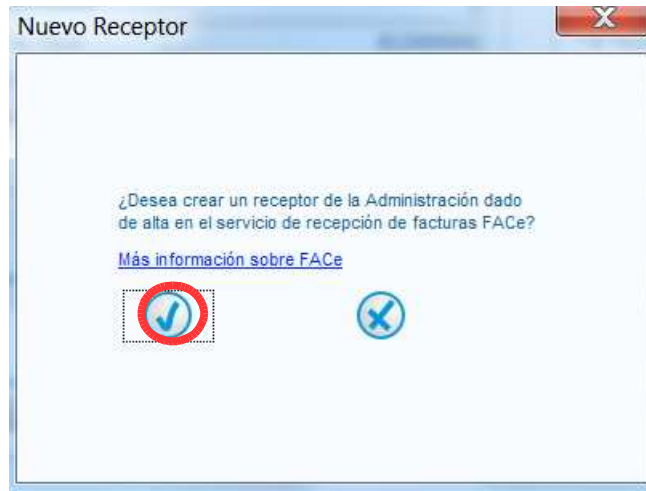 Nuevo Receptor
¿Desea crear un receptor de la Administración dado
de alta en el servicio de recepción de facturas FACe?
Más información sobre FACe